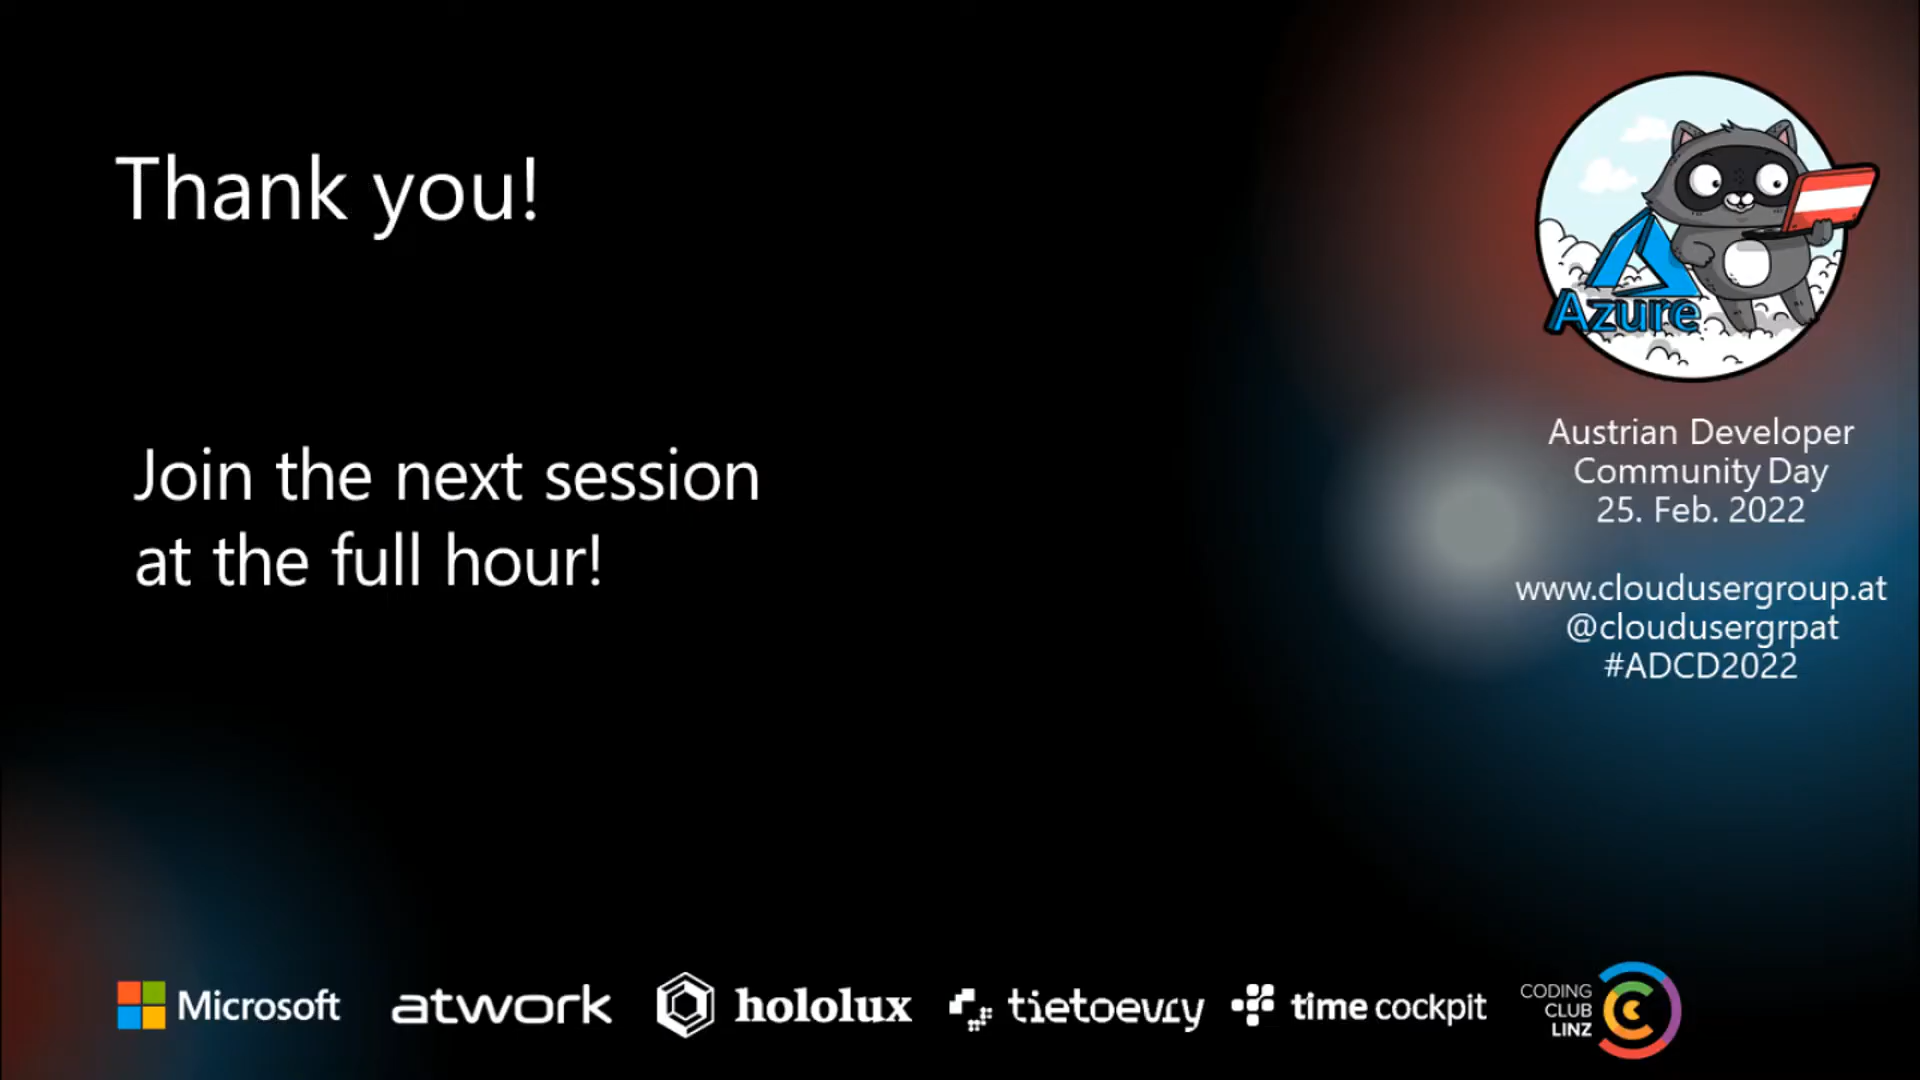 Thank you!
Join the next session
at the full hour!
Azure
Austrian Developer
Community Day
25. Feb. 2022
www.cloudusergroup.at
@cloudusergrpat
#ADCD2022
Microsoft
atwork
hololux
tietoevry
time cockpit
CODING
CLUB
LINZ